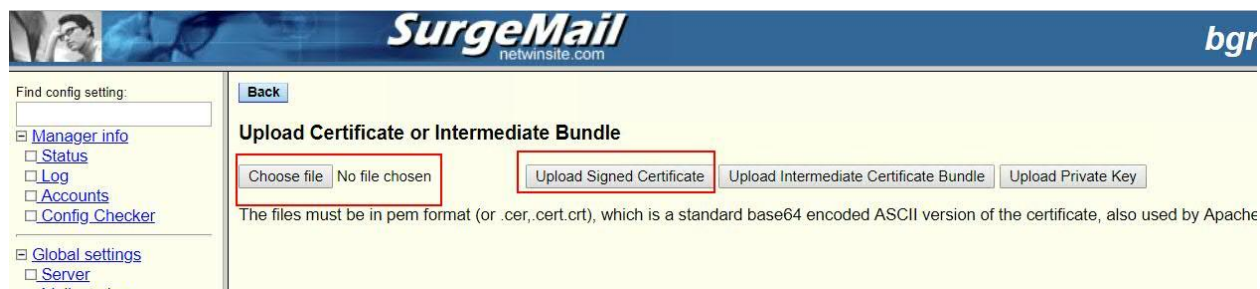 SurgeMail
netwinsite.com
bgr
Find config setting:
Manager info
Status
Log
Accounts
Config Checker
Global settings
Server
Back
Upload Certificate or Intermediate Bundle
Choose file No file chosen Upload Signed Certificate Upload Intermediate Certificate Bundle Upload Private Key
The files must be in pem format (or .cer,.cert.crt), which is a standard base64 encoded ASCII version of the certificate, also used by Apache